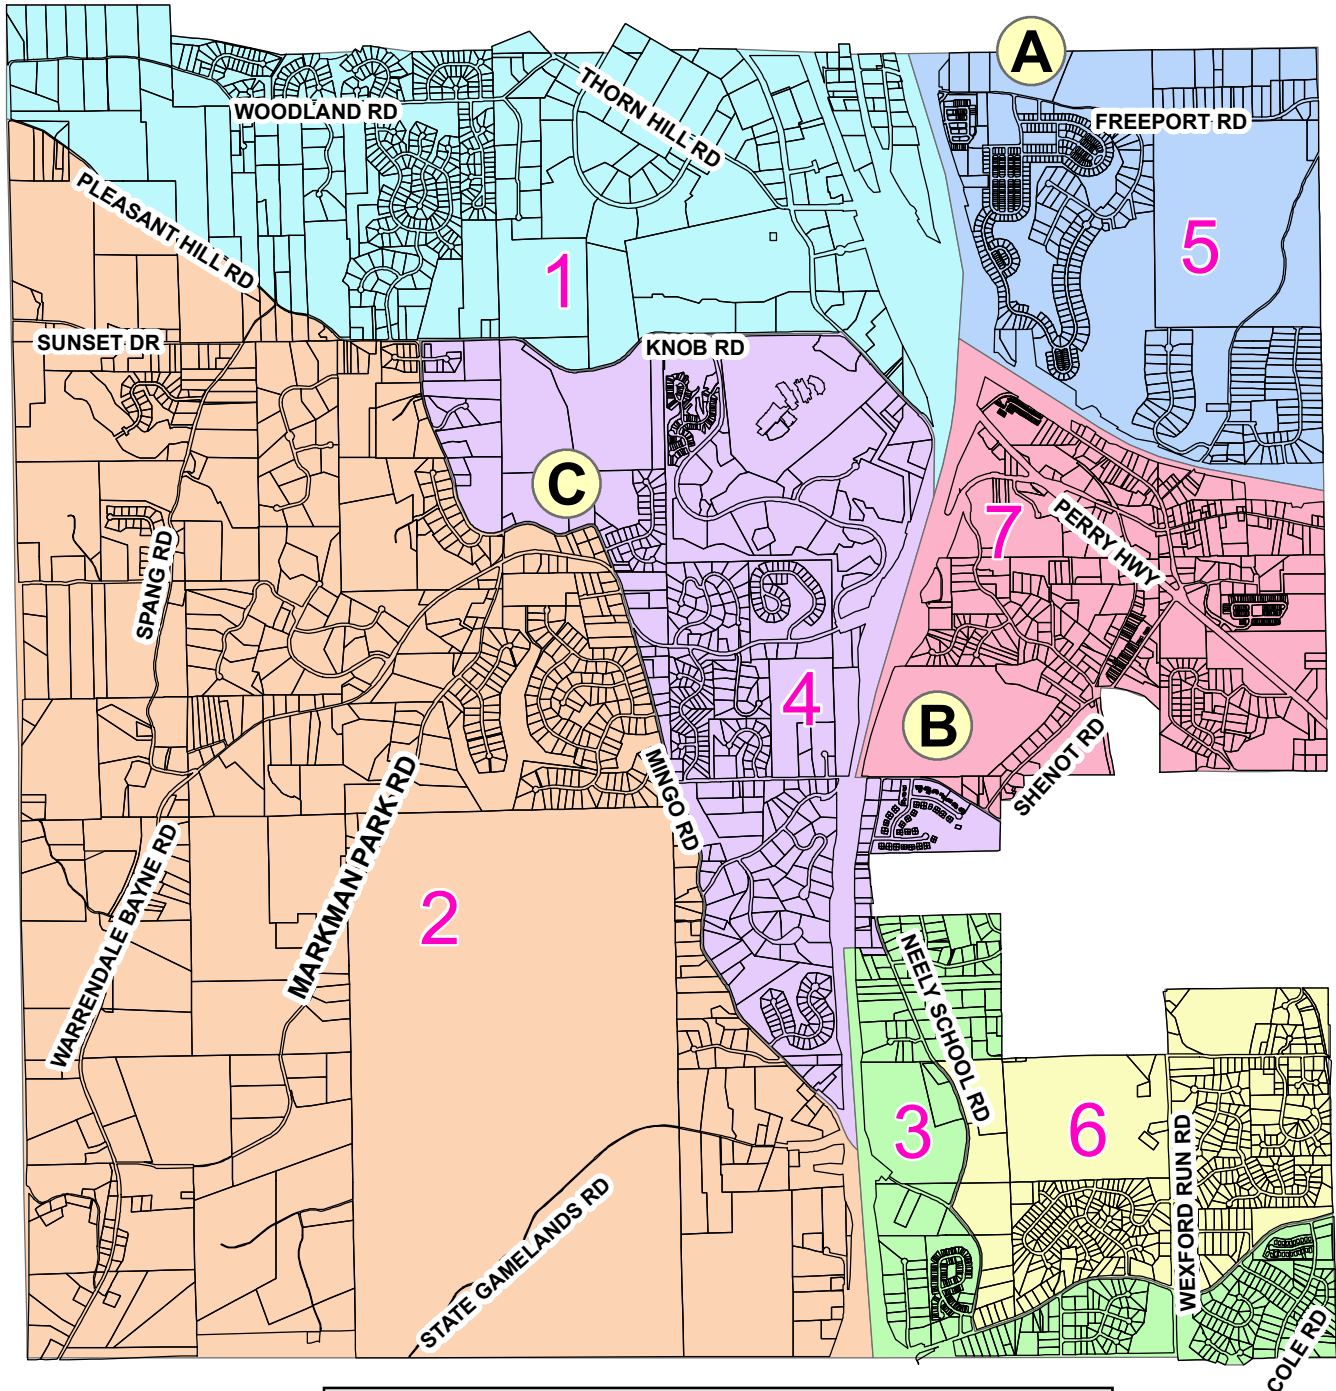 A
WOODLAND RD
THORN HILL RD
FREEPORT RD
PLEASANT HILL RD
1
5
SUNSET DR
KNOB RD
C
7
PERRY HWY
SPANG RD
4
B
SHENOT RD
MINGO RD
MARKMAN PARK RD
WARRENDALE BAYNE RD
2
NEELY SCHOOL RD
3
6
WEXFORD RUN RD
STATE GAMELANDS RD
COLE RD